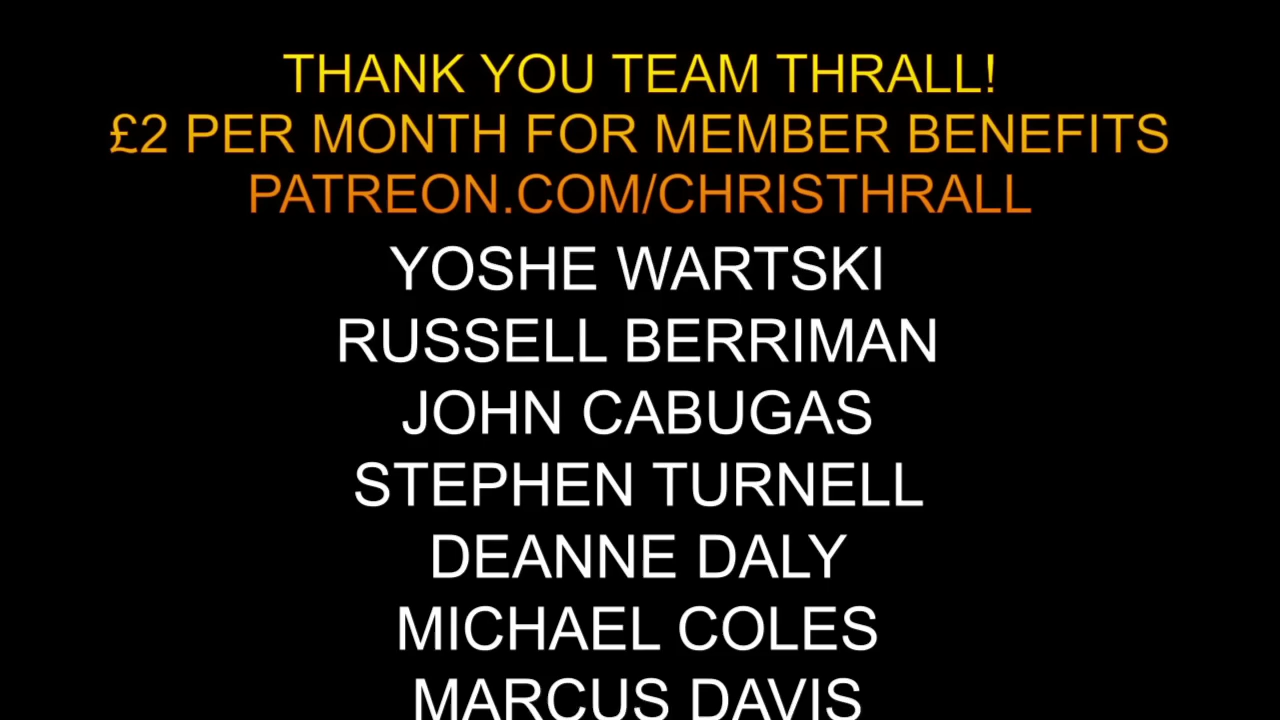 THANK YOU TEAM THRALL!
£2 PER MONTH FOR MEMBER BENEFITS
PATREON.COM/CHRISTHRALL
YOSHE WARTSKI
RUSSELL BERRIMAN
JOHN CABUGAS
STEPHEN TURNELL
DEANNE DALY
MICHAEL COLES
MARCUS DAVIS